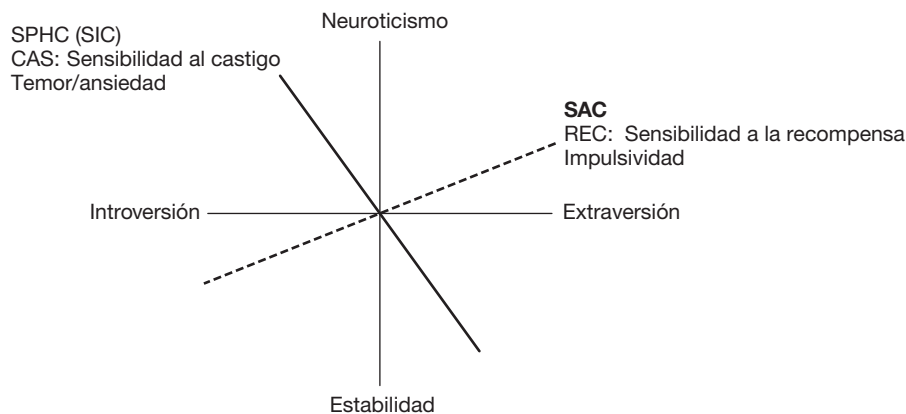 Neuroticismo
SPHC (SIC)
CAS: Sensibilidad al castigo
Temor/ansiedad
SAC
REC: Sensibilidad a la recompensa
Impulsividad
Introversión
Extraversión
Estabilidad